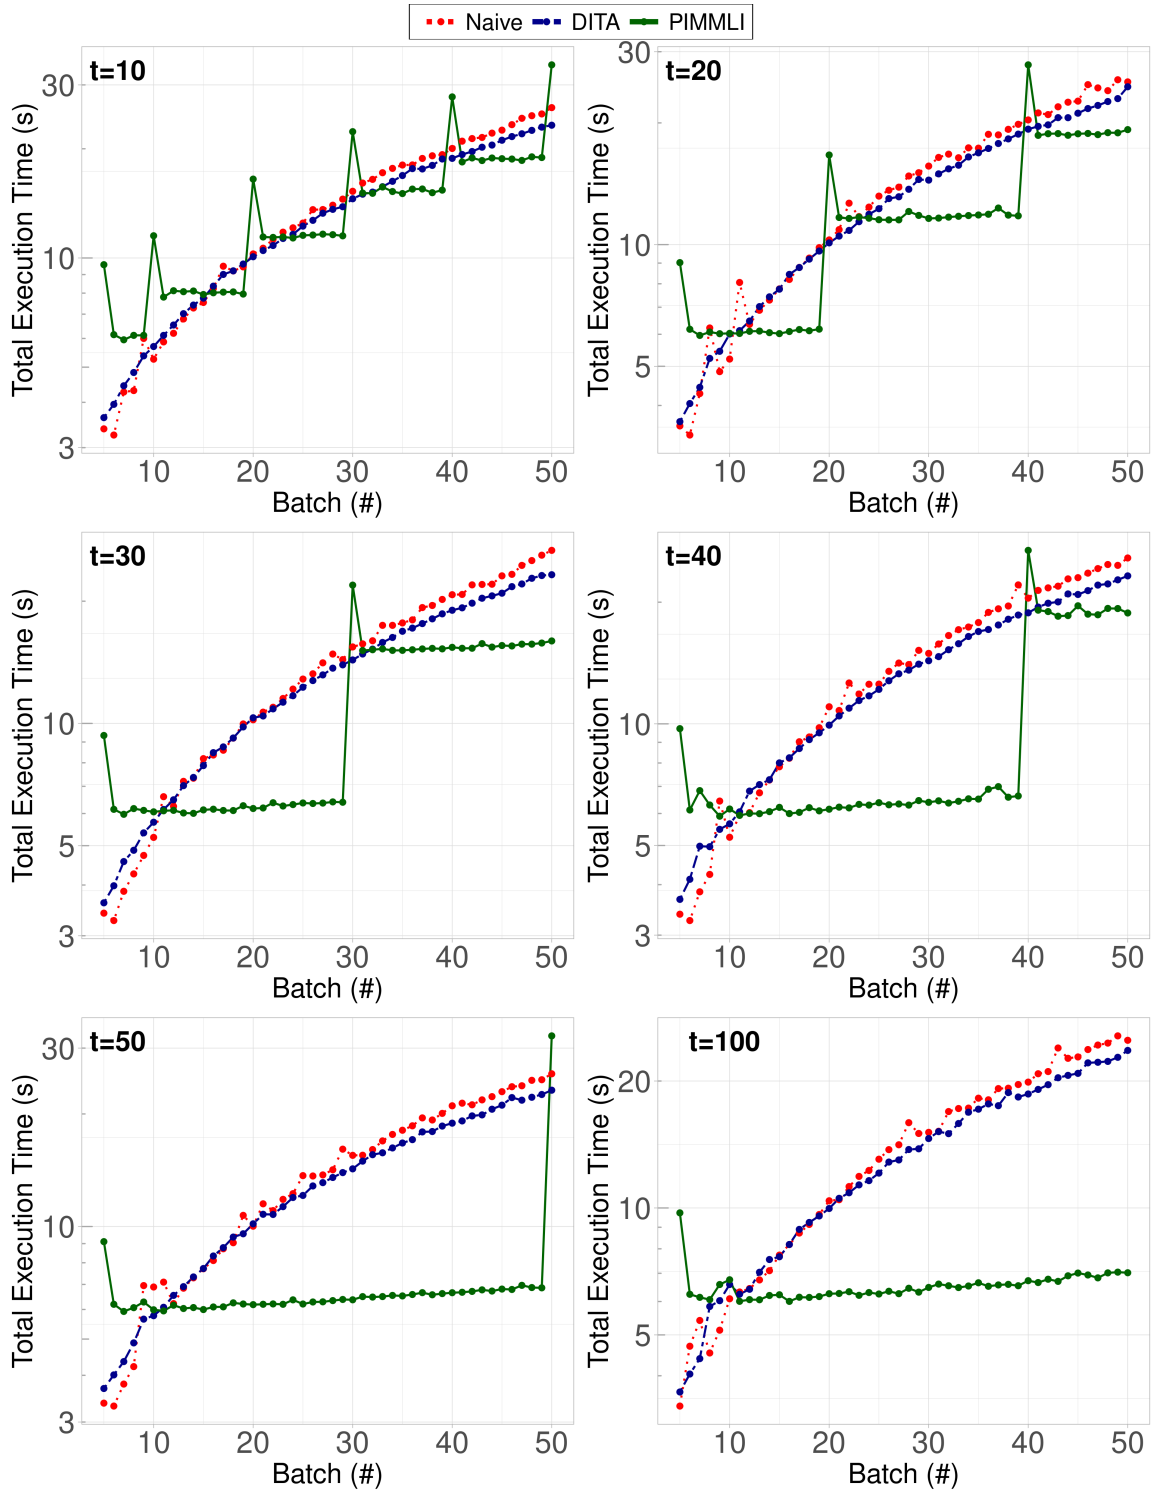 Naive DITA PIMMLI
t=10
Total Execution Time (s)
30
10
3
10 20 30 40 50
Batch (#)
t=20
Total Execution Time (s)
30
10
5
10 20 30 40 50
Batch (#)
t=30
Total Execution Time (s)
10
5
3
10 20 30 40 50
Batch (#)
t=40
Total Execution Time (s)
10
5
3
10 20 30 40 50
Batch (#)
t=50
Total Execution Time (s)
30
10
3
10 20 30 40 50
Batch (#)
t=100
Total Execution Time (s)
20
10
5
10 20 30 40 50
Batch (#)